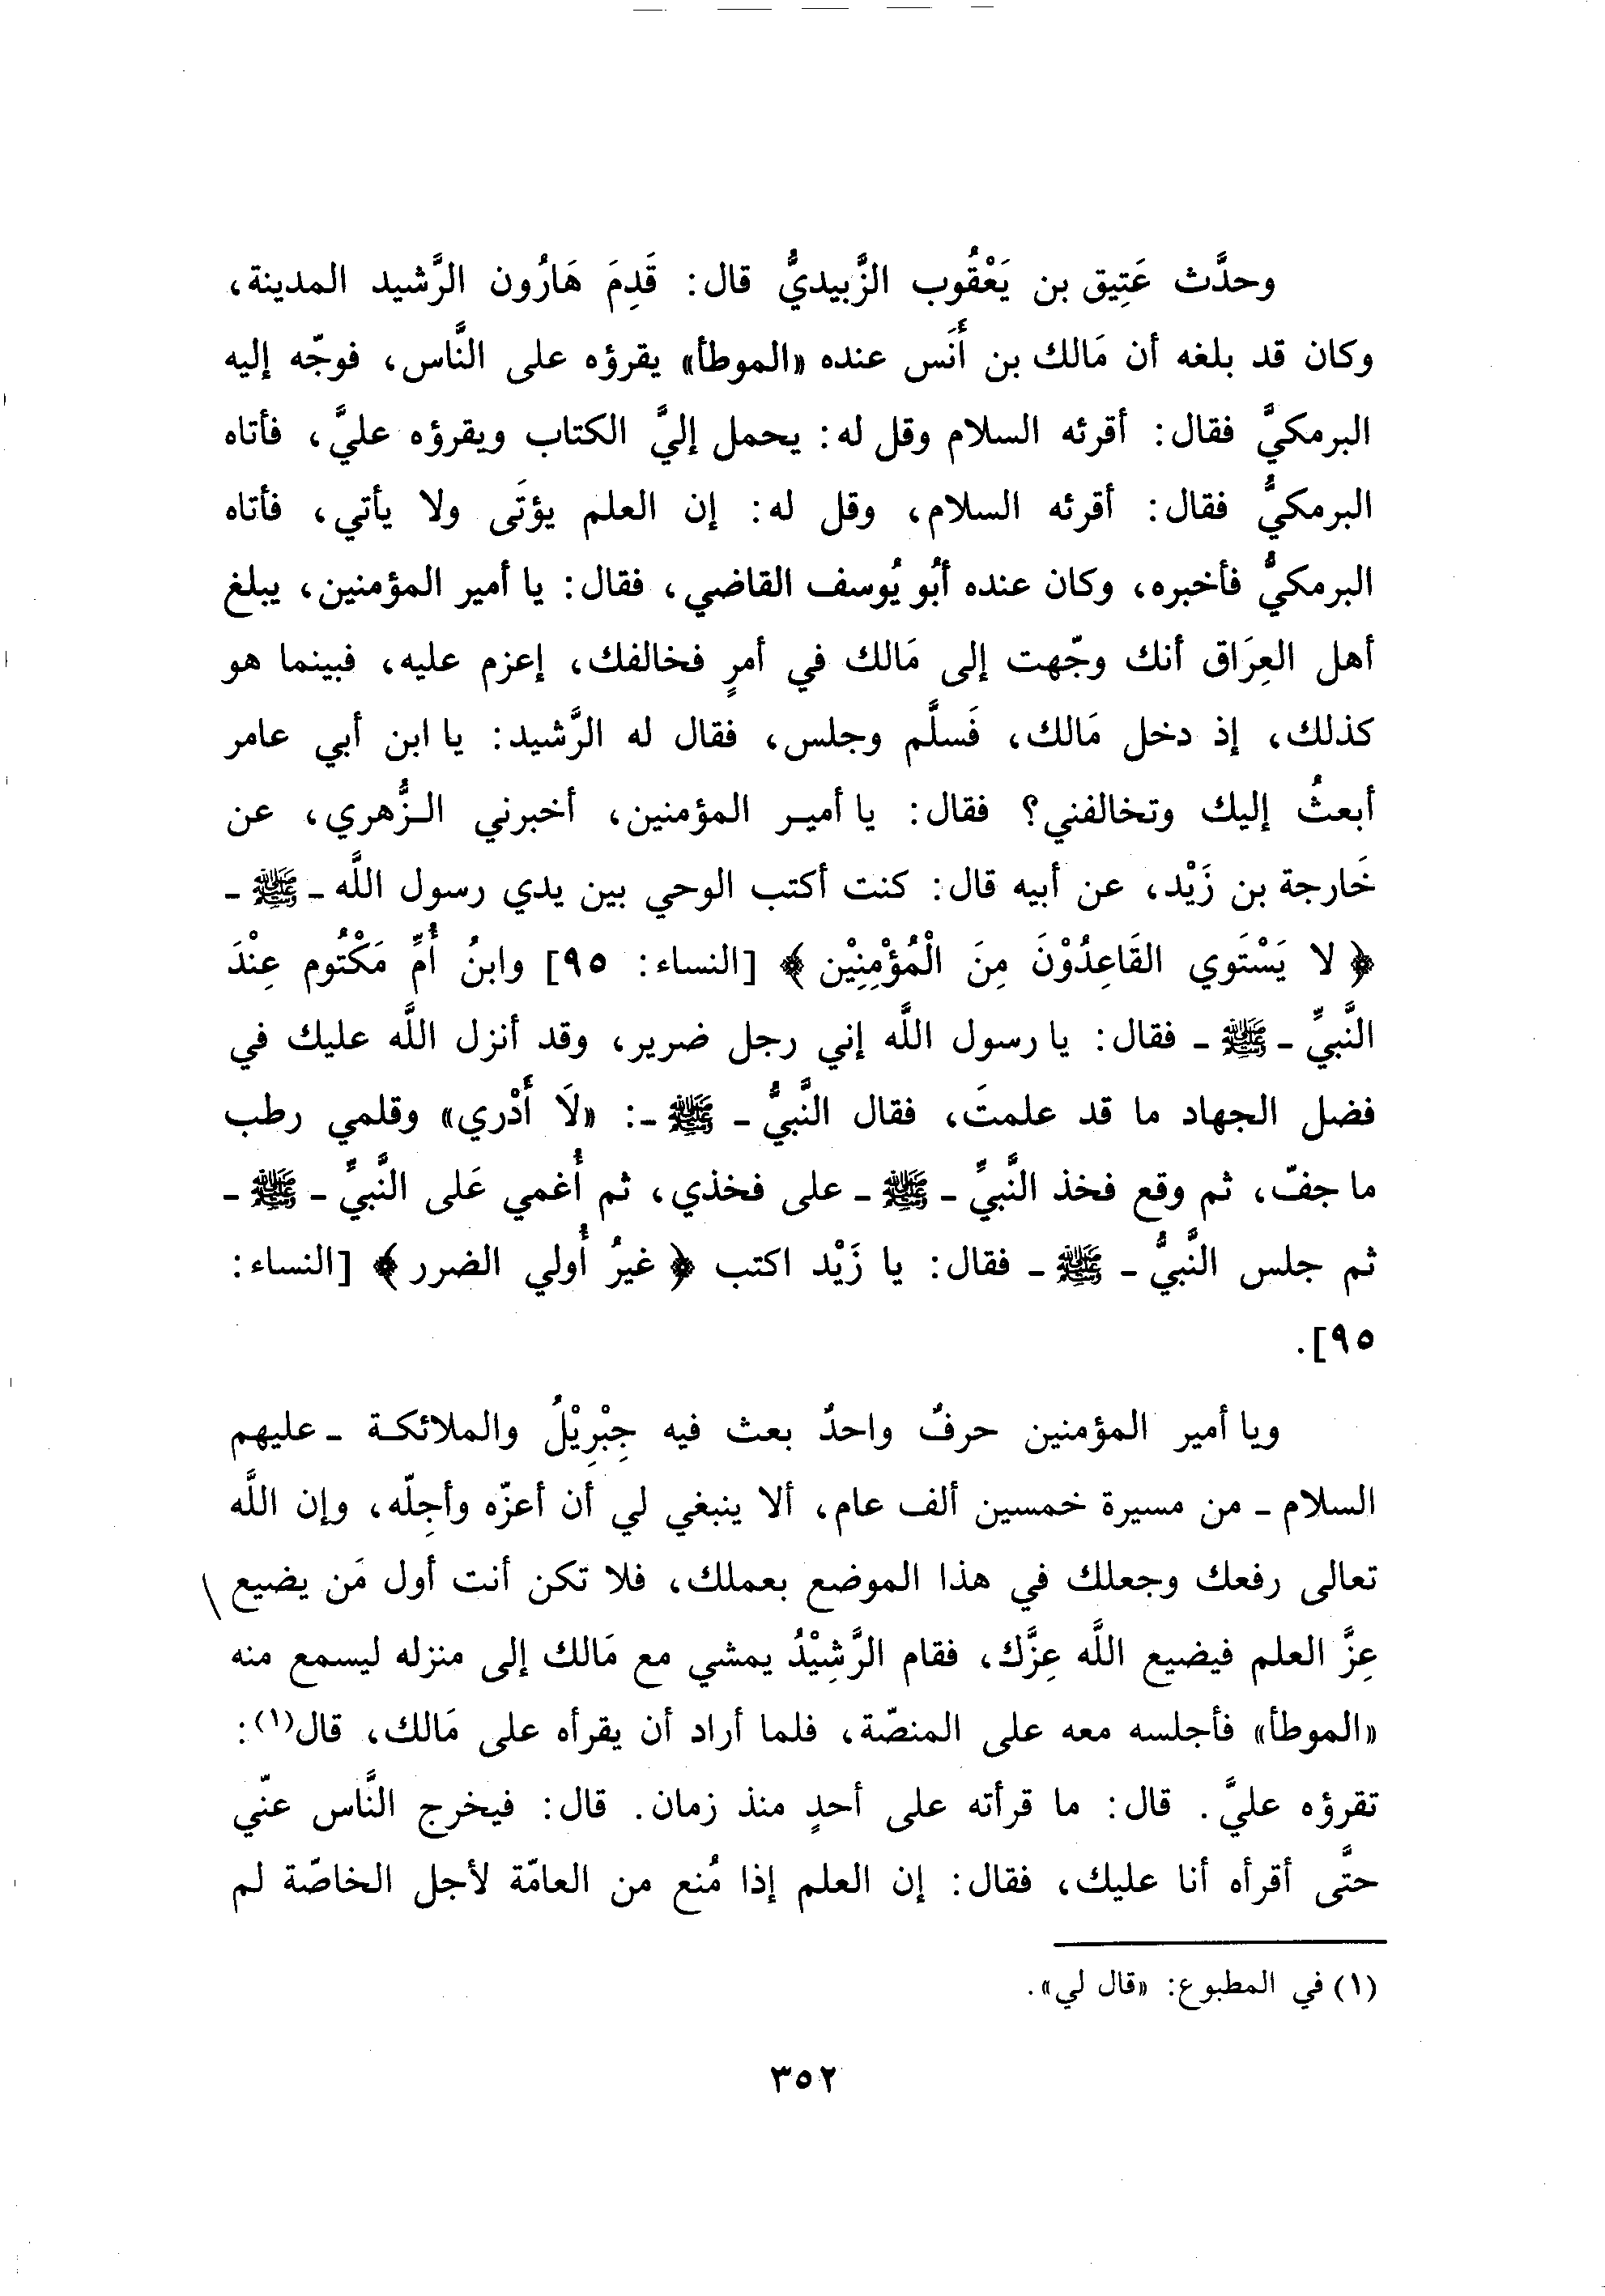 وحدَّث عَتِيق بن يَعْقُوب الزَّبيديُّ قال: قَدِمَ هَارُون الرَّشيد المدينة،
وكان قد بلغه أن مَالك بن أَنَس عنده «الموطأ» يقرؤه على النَّاس، فوجّه إليه
البرمكيَّ فقال: أقرئه السلام وقل له: يحمل إليَّ الكتاب ويقرؤه عليَّ، فأتاه
البرمكيُّ فقال: أقرئه السلام، وقل له: إن العلم يؤتَى ولا يأتي، فأتاه
البرمكيُّ فأخبره، وكان عنده أبُو يُوسف القاضي، فقال: يا أمير المؤمنين، يبلغ
أهل العِرَاق أنك وجّهت إلى مَالك في أمرٍ فخالفك، إعزم عليه، فبينما هو
كذلك، إذ دخل مَالك، فَسلَّم وجلس، فقال له الرَّشيد: يا ابن أبي عامر
أبعثُ إليك وتخالفني؟ فقال: يا أمير المؤمنين، أخبرني الزُّهري، عن
خَارجة بن زَيْد، عن أبيه قال: كنت أكتب الوحي بين يدي رسول اللَّه ـ ﷺ ـ
﴿ لا يَسْتَوي القَاعِدُوْنَ مِنَ الْمُؤْمِنِيْن ﴾ [النساء: ٩٥] وابنُ أُمِّ مَكْتُوم عِنْدَ
النَّبيِّ ـ ﷺ ـ فقال: يا رسول اللَّه إني رجل ضرير، وقد أنزل اللَّه عليك في
فضل الجهاد ما قد علمتَ، فقال النَّبيُّ ـ ﷺ ـ: «لَا أَدْري» وقلمي رطب
ما جفّ، ثم وقع فخذ النَّبيِّ ـ ﷺ ـ على فخذي، ثم أُغمي عَلى النَّبيِّ ـ ﷺ ـ
ثم جلس النَّبيُّ ـ ﷺ ـ فقال: يا زَيْد اكتب ﴿ غيرُ أُولي الضرر ﴾ [النساء:
٩٥].
ويا أمير المؤمنين حرفٌ واحدٌ بعث فيه جِبْرِيْلُ والملائكة ـ عليهم
السلام ـ من مسيرة خمسين ألف عام، ألا ينبغي لي أن أعزّه وأجِلّه، وإن اللَّه
تعالى رفعك وجعلك في هذا الموضع بعملك، فلا تكن أنت أول مَن يضيع
عِزَّ العلم فيضيع اللَّه عِزَّك، فقام الرَّشِيْدُ يمشي مع مَالك إلى منزله ليسمع منه
«الموطأ» فأجلسه معه على المنصّة، فلما أراد أن يقرأه على مَالك، قال(١):
تقرؤه عليَّ. قال: ما قرأته على أحدٍ منذ زمان. قال: فيخرج النَّاس عنّي
حتَّى أقرأه أنا عليك، فقال: إن العلم إذا مُنع من العامّة لأجل الخاصّة لم
(١) في المطبوع: «قال لي».
٣٥٢